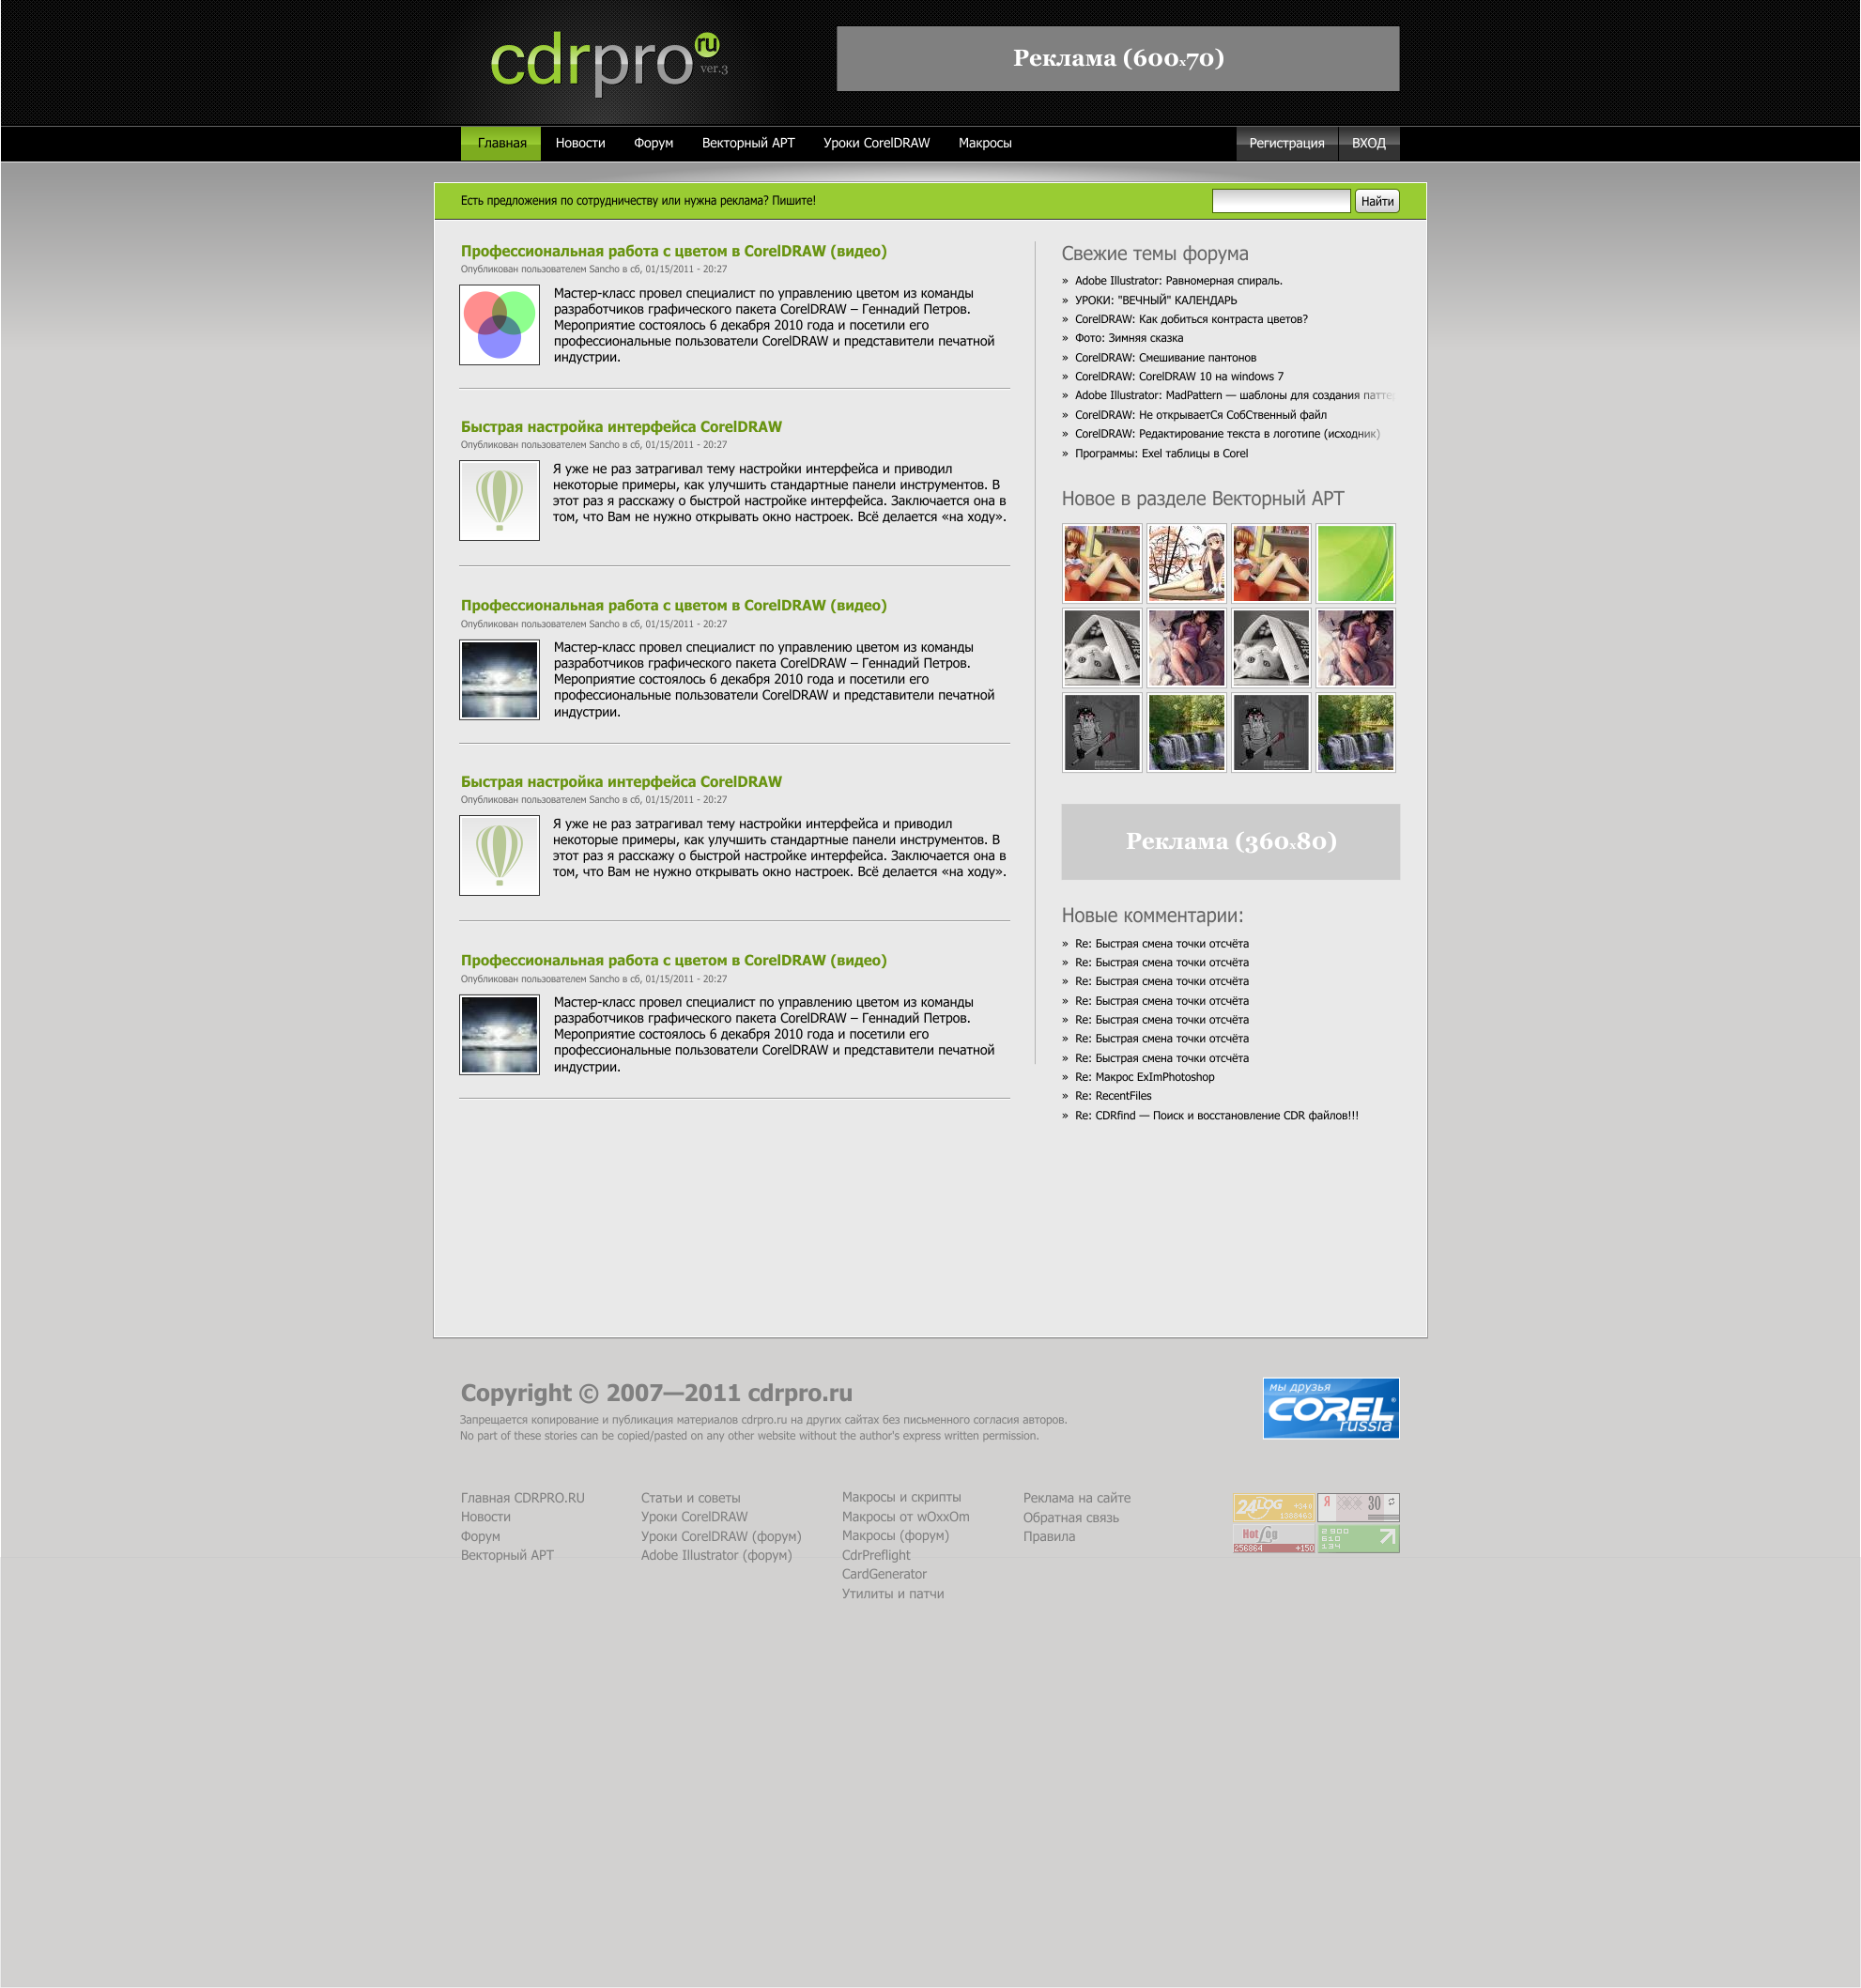 cdrpro ru
ver.3
Реклама (600x70)
Главная Новости Форум Векторный АРТ Уроки CorelDRAW Макросы Регистрация ВХОД
Есть предложения по сотрудничеству или нужна реклама? Пишите! Найти
Профессиональная работа с цветом в CorelDRAW (видео)
Опубликован пользователем Sancho в сб, 01/15/2011 - 20:27
Мастер-класс провел специалист по управлению цветом из команды
разработчиков графического пакета CorelDRAW – Геннадий Петров.
Мероприятие состоялось 6 декабря 2010 года и посетили его
профессиональные пользователи CorelDRAW и представители печатной
индустрии.
Быстрая настройка интерфейса CorelDRAW
Опубликован пользователем Sancho в сб, 01/15/2011 - 20:27
Я уже не раз затрагивал тему настройки интерфейса и приводил
некоторые примеры, как улучшить стандартные панели инструментов. В
этот раз я расскажу о быстрой настройке интерфейса. Заключается она в
том, что Вам не нужно открывать окно настроек. Всё делается «на ходу».
Профессиональная работа с цветом в CorelDRAW (видео)
Опубликован пользователем Sancho в сб, 01/15/2011 - 20:27
Мастер-класс провел специалист по управлению цветом из команды
разработчиков графического пакета CorelDRAW – Геннадий Петров.
Мероприятие состоялось 6 декабря 2010 года и посетили его
профессиональные пользователи CorelDRAW и представители печатной
индустрии.
Быстрая настройка интерфейса CorelDRAW
Опубликован пользователем Sancho в сб, 01/15/2011 - 20:27
Я уже не раз затрагивал тему настройки интерфейса и приводил
некоторые примеры, как улучшить стандартные панели инструментов. В
этот раз я расскажу о быстрой настройке интерфейса. Заключается она в
том, что Вам не нужно открывать окно настроек. Всё делается «на ходу».
Профессиональная работа с цветом в CorelDRAW (видео)
Опубликован пользователем Sancho в сб, 01/15/2011 - 20:27
Мастер-класс провел специалист по управлению цветом из команды
разработчиков графического пакета CorelDRAW – Геннадий Петров.
Мероприятие состоялось 6 декабря 2010 года и посетили его
профессиональные пользователи CorelDRAW и представители печатной
индустрии.
Свежие темы форума
» Adobe Illustrator: Равномерная спираль.
» УРОКИ: "ВЕЧНЫЙ" КАЛЕНДАРЬ
» CorelDRAW: Как добиться контраста цветов?
» Фото: Зимняя сказка
» CorelDRAW: Смешивание пантонов
» CorelDRAW: CorelDRAW 10 на windows 7
» Adobe Illustrator: MadPattern — шаблоны для создания патте
» CorelDRAW: Не открываетСя СобСтвенный файл
» CorelDRAW: Редактирование текста в логотипе (исходник)
» Программы: Exel таблицы в Corel
Новое в разделе Векторный АРТ
Реклама (360x80)
Новые комментарии:
» Re: Быстрая смена точки отсчёта
» Re: Быстрая смена точки отсчёта
» Re: Быстрая смена точки отсчёта
» Re: Быстрая смена точки отсчёта
» Re: Быстрая смена точки отсчёта
» Re: Быстрая смена точки отсчёта
» Re: Быстрая смена точки отсчёта
» Re: Макрос ExImPhotoshop
» Re: RecentFiles
» Re: CDRfind — Поиск и восстановление CDR файлов!!!
Copyright © 2007—2011 cdrpro.ru
Запрещается копирование и публикация материалов cdrpro.ru на других сайтах без письменного согласия авторов.
No part of these stories can be copied/pasted on any other website without the author's express written permission.
мы друзья
COREL®
russia
Главная CDRPRO.RU
Новости
Форум
Векторный АРТ
Статьи и советы
Уроки CorelDRAW
Уроки CorelDRAW (форум)
Adobe Illustrator (форум)
Макросы и скрипты
Макросы от wOxxOm
Макросы (форум)
CdrPreflight
CardGenerator
Утилиты и патчи
Реклама на сайте
Обратная связь
Правила
24LOG
Я 30
HotLog
256864 +150
2 900
810
134